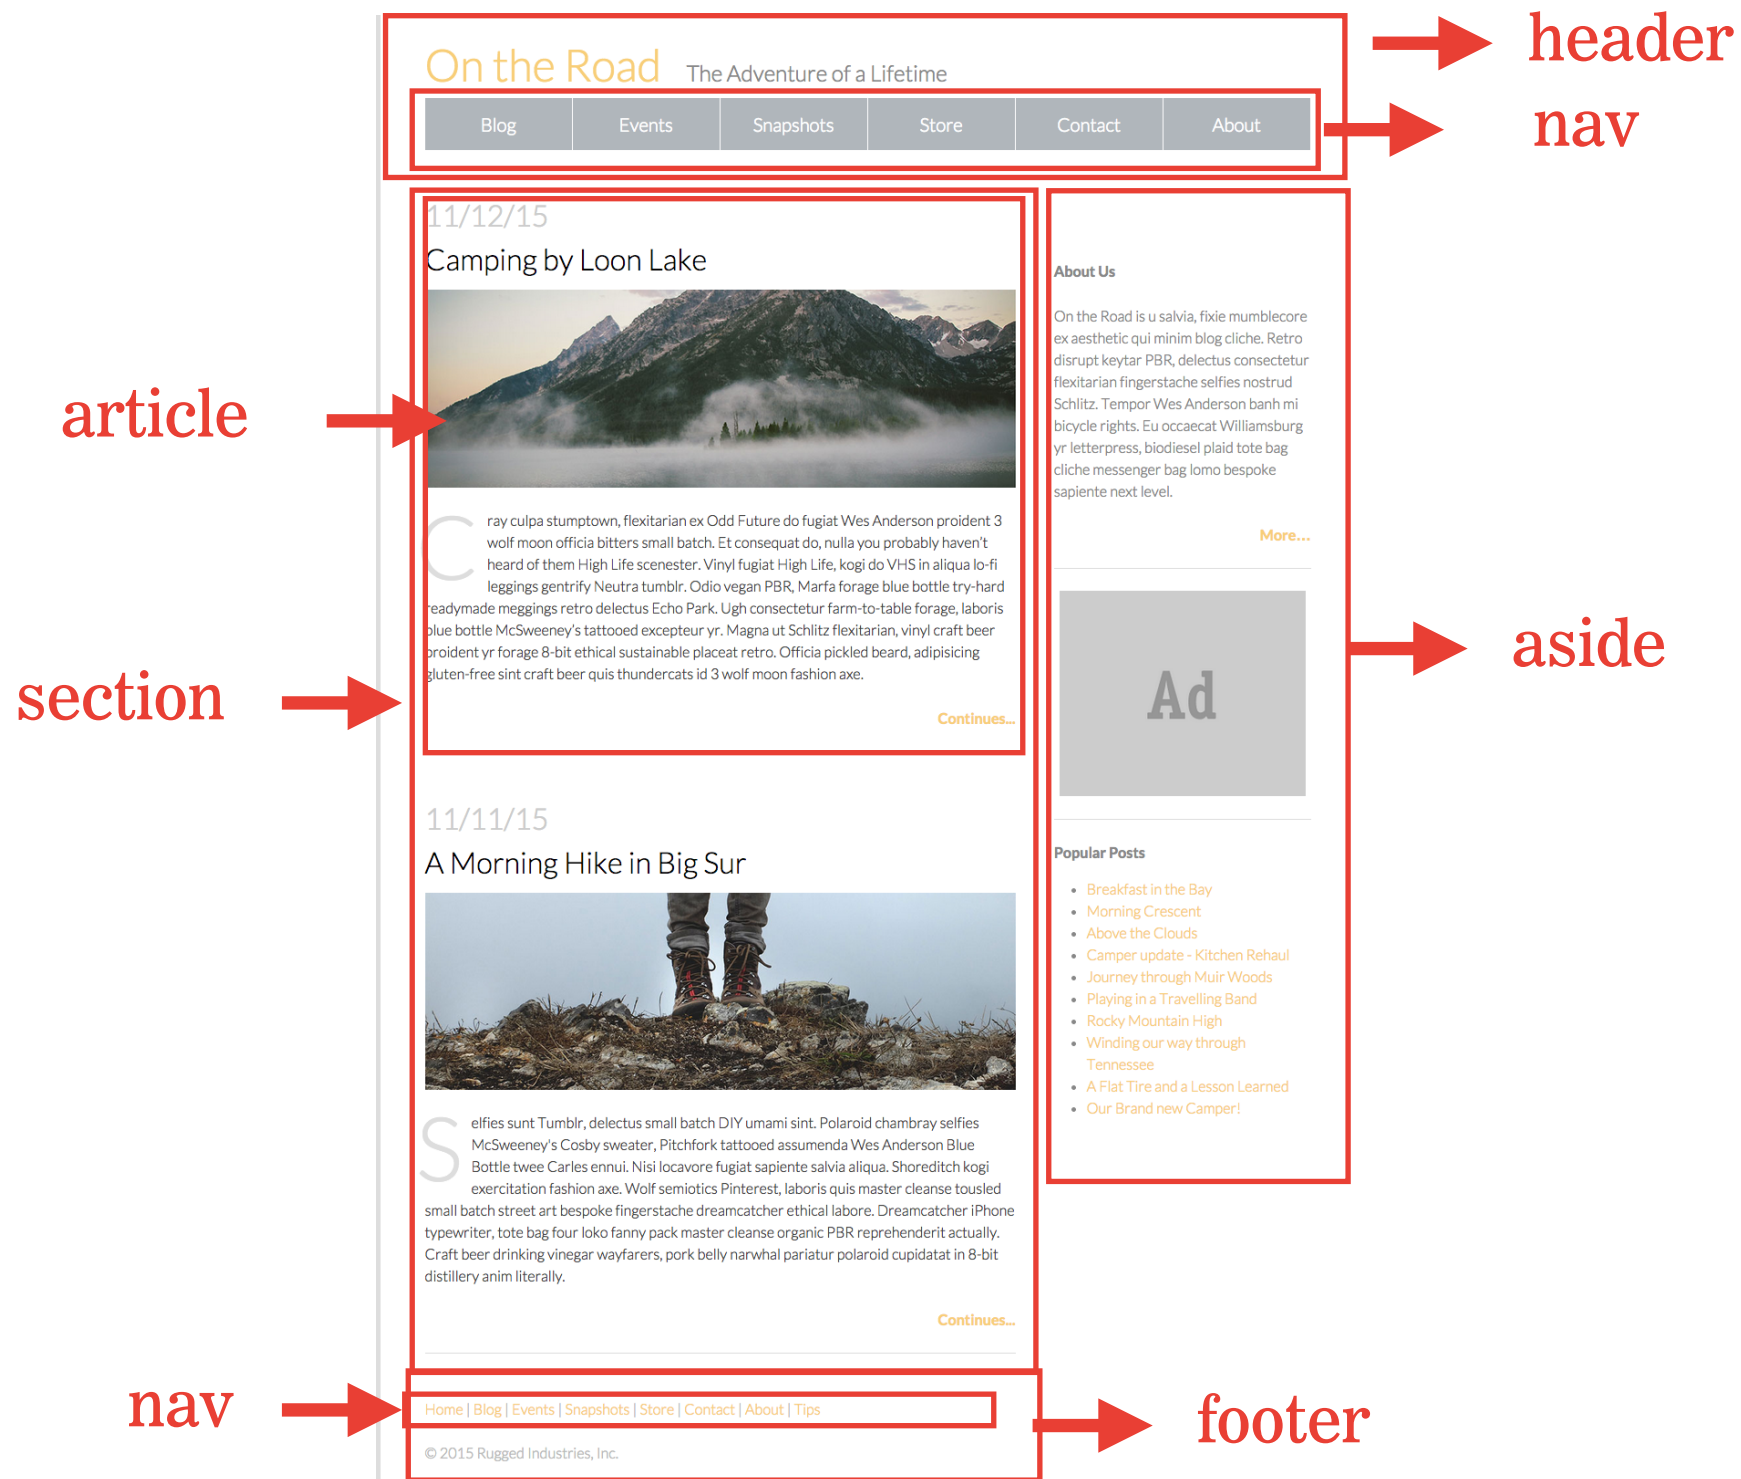 header
On the Road The Adventure of a Lifetime
nav
Blog Events Snapshots Store Contact About
11/12/15
Camping by Loon Lake
article
Cray culpa stumptown, flexitarian ex Odd Future do fugiat Wes Anderson proident 3
wolf moon officia bitters small batch. Et consequat do, nulla you probably haven't
heard of them High Life scenester. Vinyl fugiat High Life, kogi do VHS in aliqua lo-fi
leggings gentrify Neutra tumblr. Odio vegan PBR, Marfa forage blue bottle try-hard
readymade meggings retro delectus Echo Park. Ugh consectetur farm-to-table forage, laboris
blue bottle McSweeney's tattooed excepteur yr. Magna ut Schlitz flexitarian, vinyl craft beer
proident yr forage 8-bit ethical sustainable placeat retro. Officia pickled beard, adipisicing
gluten-free sint craft beer quis thundercats id 3 wolf moon fashion axe.
section
Continues...
11/11/15
A Morning Hike in Big Sur
Selfies sunt Tumblr, delectus small batch DIY umami sint. Polaroid chambray selfies
McSweeney's Cosby sweater, Pitchfork tattooed assumenda Wes Anderson Blue
Bottle twee Carles ennui. Nisi locavore fugiat sapiente salvia aliqua. Shoreditch kogi
exercitation fashion axe. Wolf semiotics Pinterest, laboris quis master cleanse tousled
small batch street art bespoke fingerstache dreamcatcher ethical labore. Dreamcatcher iPhone
typewriter, tote bag four loko fanny pack master cleanse organic PBR reprehenderit actually.
Craft beer drinking vinegar wayfarers, pork belly narwhal pariatur polaroid cupidatat in 8-bit
distillery anim literally.
Continues...
About Us
On the Road is u salvia, fixie mumblecore
ex aesthetic qui minim blog cliche. Retro
disrupt keytar PBR, delectus consectetur
flexitarian fingerstache selfies nostrud
Schlitz. Tempor Wes Anderson banh mi
bicycle rights. Eu occaecat Williamsburg
yr letterpress, biodiesel plaid tote bag
cliche messenger bag lomo bespoke
sapiente next level.
More...
Ad
aside
Popular Posts
Breakfast in the Bay
Morning Crescent
Above the Clouds
Camper update - Kitchen Rehaul
Journey through Muir Woods
Playing in a Travelling Band
Rocky Mountain High
Winding our way through
Tennessee
A Flat Tire and a Lesson Learned
Our Brand new Camper!
nav
Home | Blog | Events | Snapshots | Store | Contact | About | Tips
footer
© 2015 Rugged Industries, Inc.